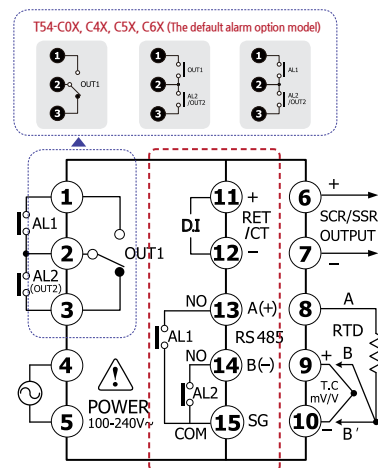 T54-C0X, C4X, C5X, C6X (The default alarm option model)
1
2
3
OUT1
1
2
3
OUT1
AL2
/OUT2
1
2
3
AL1
AL2
/OUT2
1
2
3
AL1
AL2
(OUT2)
OUT1
4
5
POWER
100-240V~
11
12
+
RET
/CT
–
D.I
13
14
15
NO
A(+)
RS 485
NO
B(–)
SG
COM
AL1
AL2
6
7
+
SCR/SSR
OUTPUT
–
8
9
10
A
RTD
+
B
T.C
mV/V
–
B'